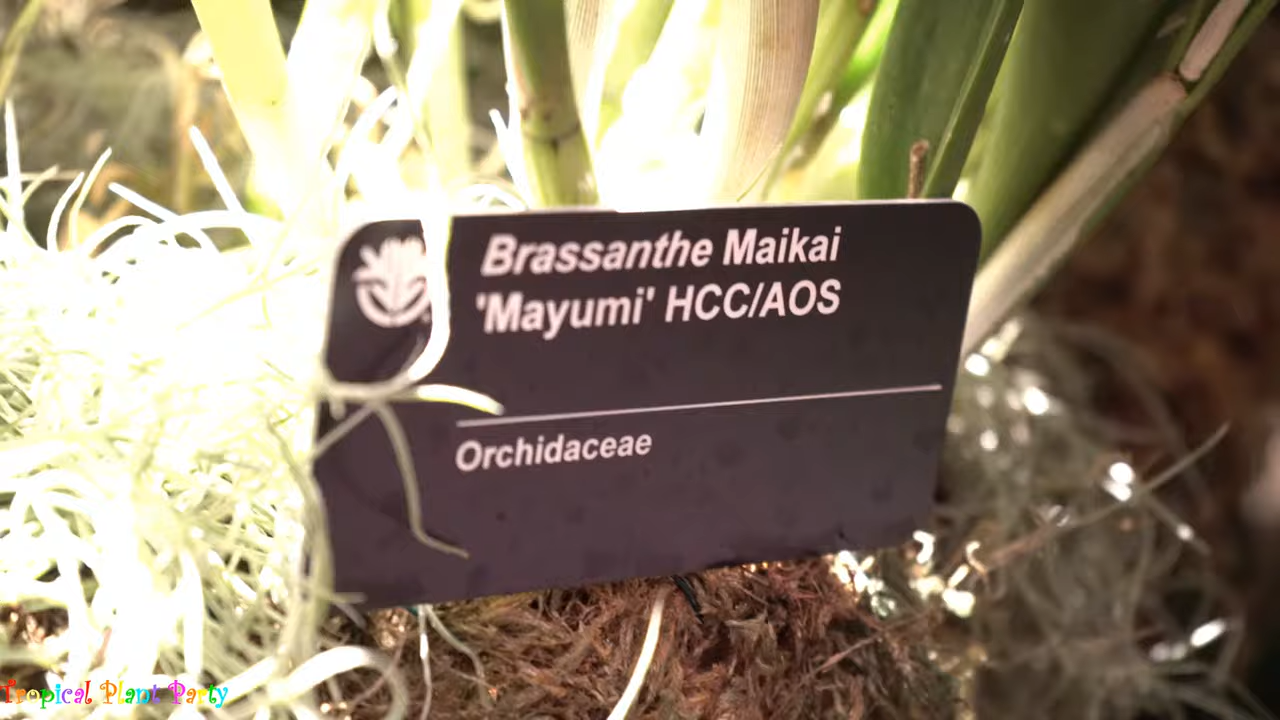 Brassanthe Maikai
'Mayumi' HCC/AOS
Orchidaceae
Tropical Plant Party